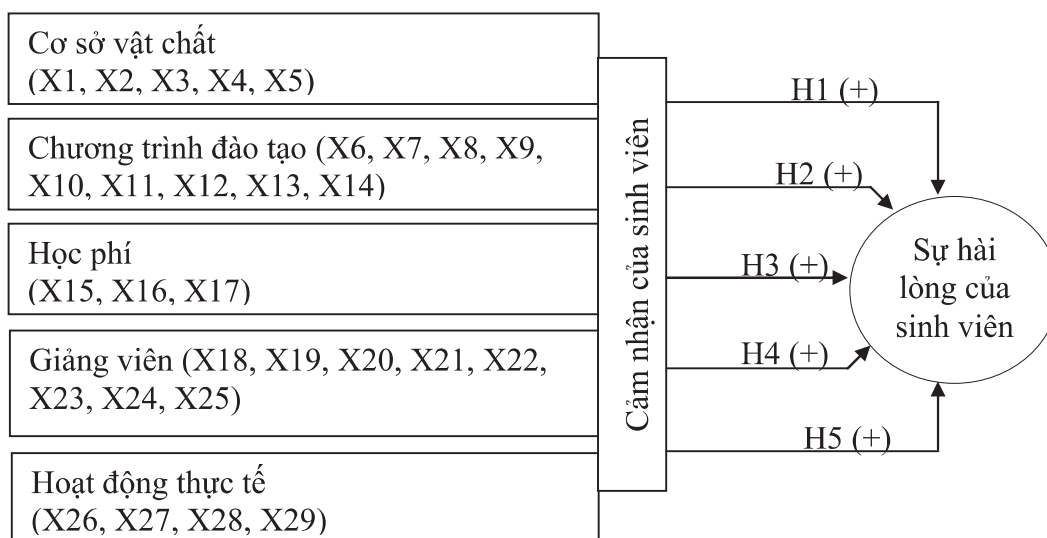 Cơ sở vật chất
(X1, X2, X3, X4, X5)
Chương trình đào tạo (X6, X7, X8, X9,
X10, X11, X12, X13, X14)
Học phí
(X15, X16, X17)
Giảng viên (X18, X19, X20, X21, X22,
X23, X24, X25)
Hoạt động thực tế
(X26, X27, X28, X29)
Cảm nhận của sinh viên
H1 (+)
H2 (+)
H3 (+)
H4 (+)
H5 (+)
Sự hài
lòng của
sinh viên